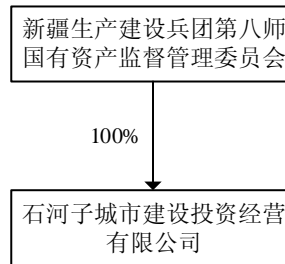 新疆生产建设兵团第八师
国有资产监督管理委员会
100%
石河子城市建设投资经营
有限公司